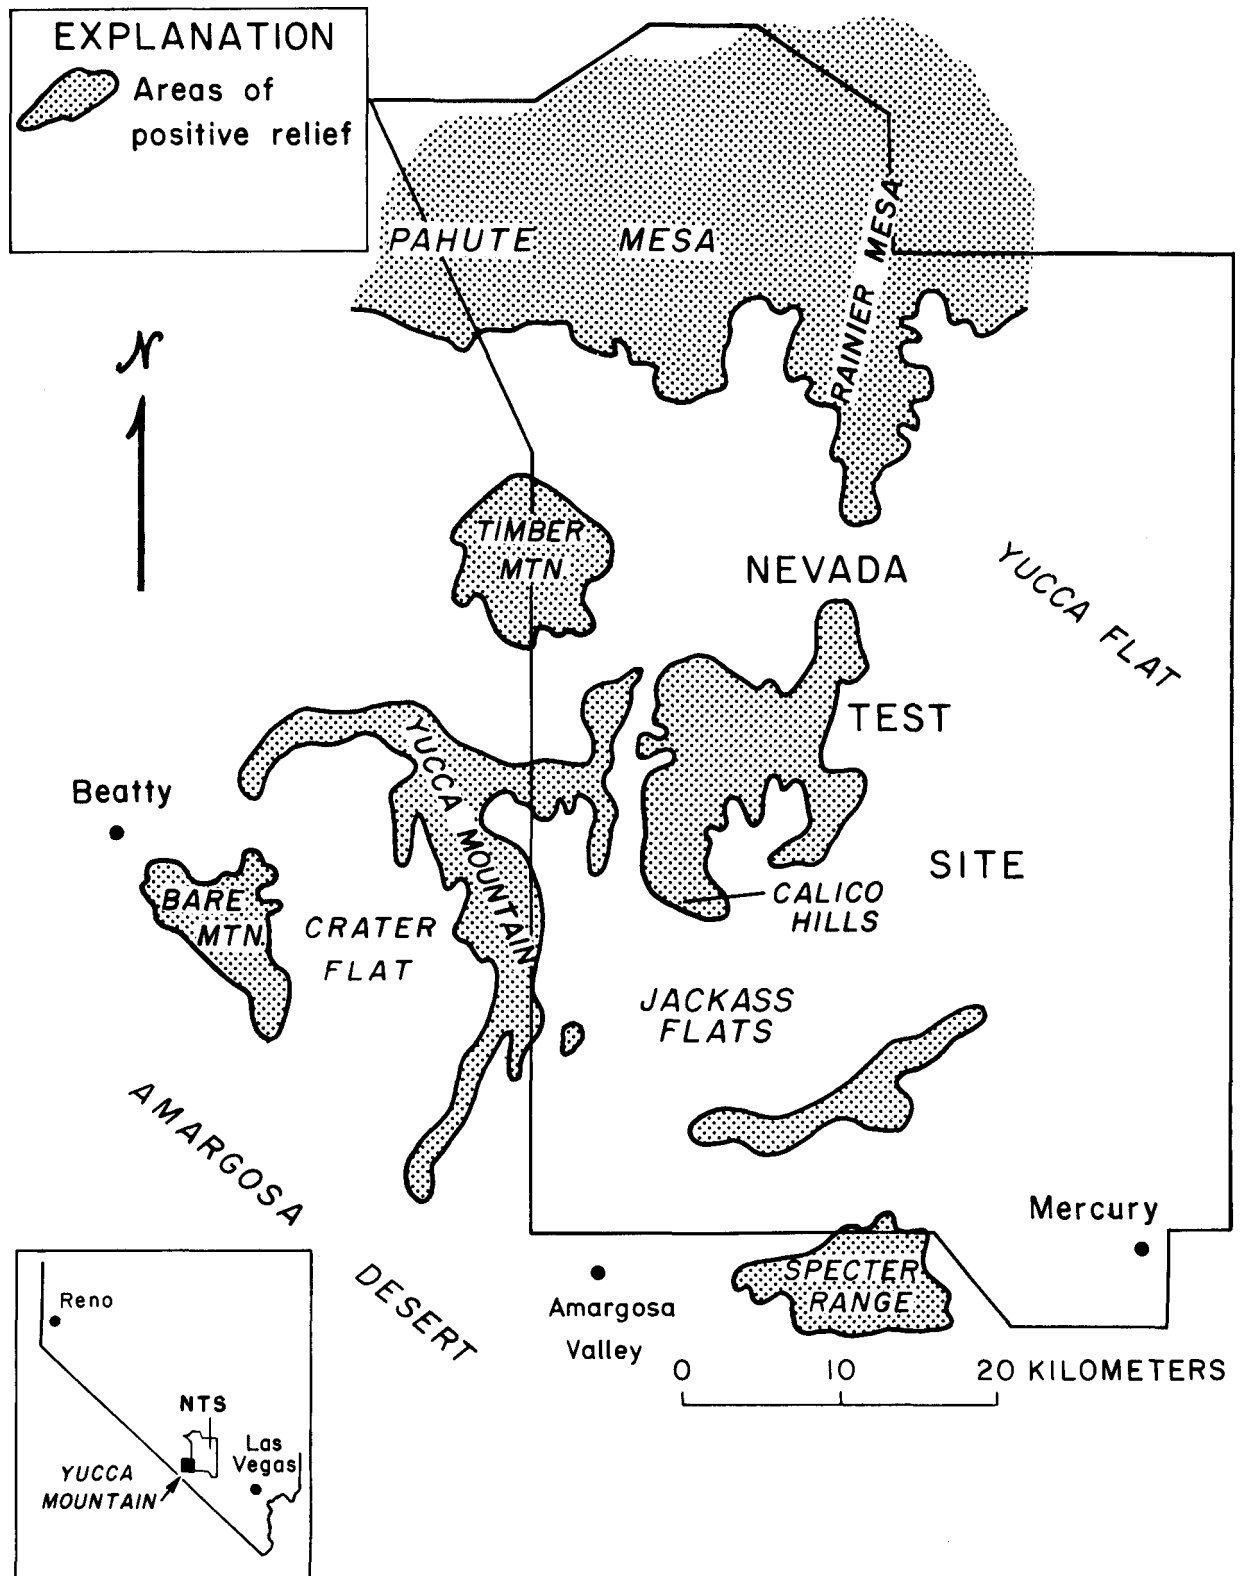 EXPLANATION
Areas of
positive relief
PAHUTE MESA
RAINIER MESA
N
TIMBER
MTN.
NEVADA
YUCCA FLAT
TEST
YUCCA MOUNTAIN
Beatty
SITE
BARE
MTN.
CALICO
HILLS
CRATER
FLAT
JACKASS
FLATS
AMARGOSA
DESERT
Mercury
SPECTER
RANGE
Amargosa
Valley
0 10 20 KILOMETERS
Reno
NTS
Las
Vegas
YUCCA
MOUNTAIN